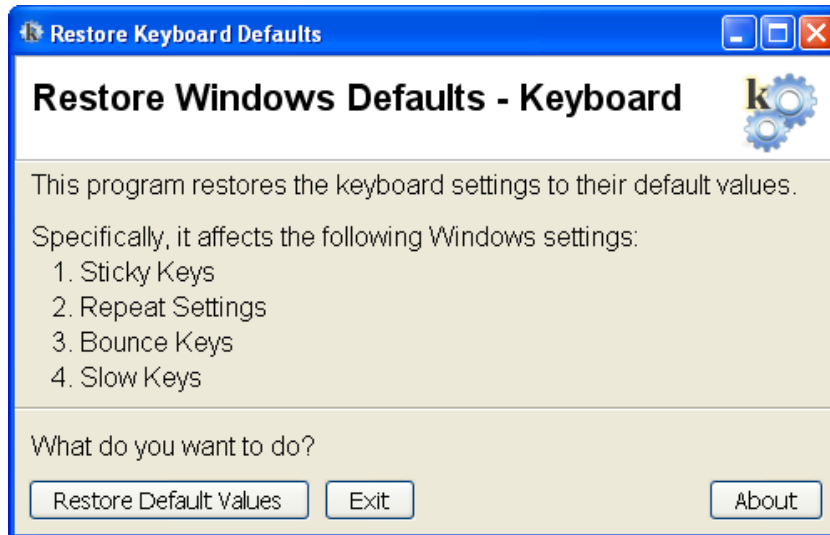 Restore Keyboard Defaults
Restore Windows Defaults - Keyboard
k
This program restores the keyboard settings to their default values.
Specifically, it affects the following Windows settings:
1. Sticky Keys
2. Repeat Settings
3. Bounce Keys
4. Slow Keys
What do you want to do?
Restore Default Values Exit About